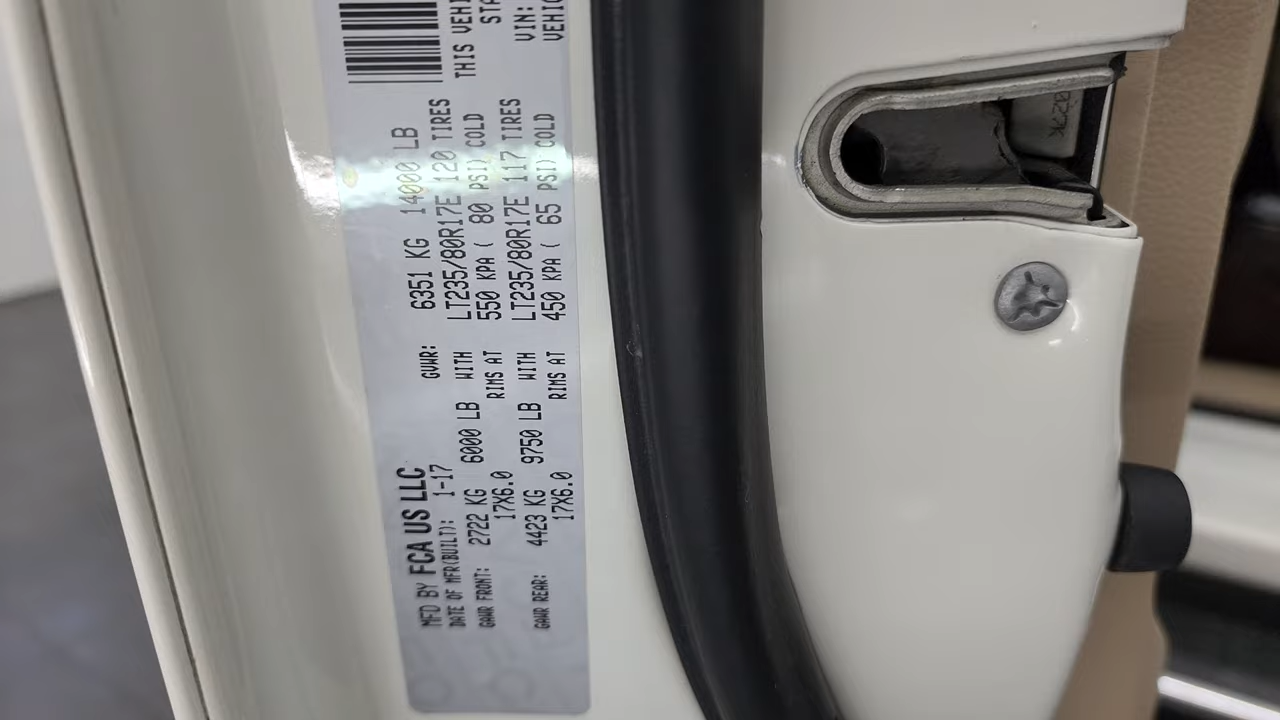 MFD BY FCA US LLC GVWR: 6351 KG 14000 LB
DATE OF MFR(BUILT): 1-17 THIS VEHI
GAWR FRONT: 2722 KG 6000 LB WITH LT235/80R17E 120 TIRES
17X6.0 RIMS AT 550 KPA ( 80 PSI) COLD STA
GAWR REAR: 4423 KG 9750 LB WITH LT235/80R17E 117 TIRES VIN:
17X6.0 RIMS AT 450 KPA ( 65 PSI) COLD VEHIC